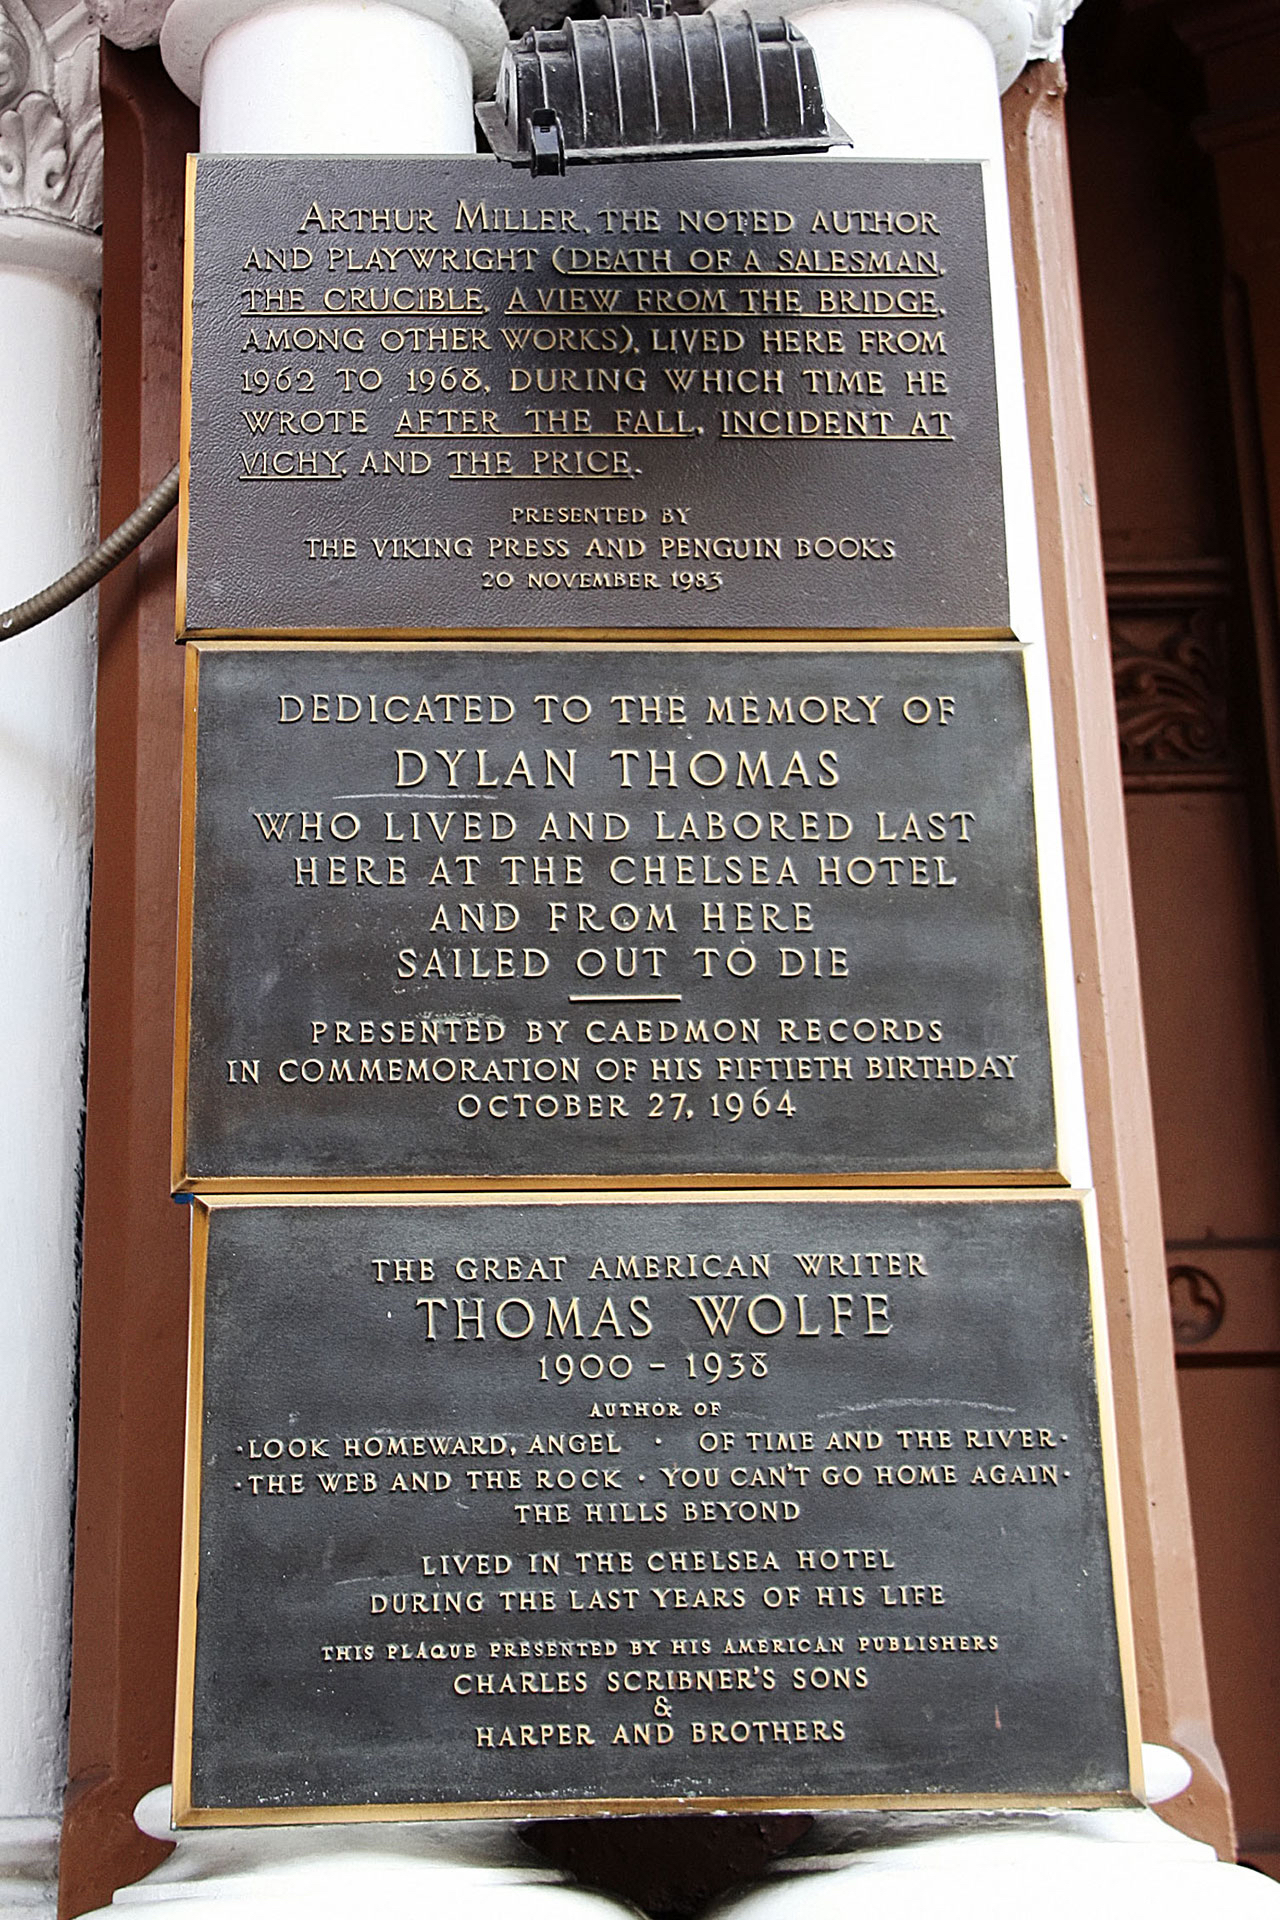 ARTHUR MILLER, THE NOTED AUTHOR
AND PLAYWRIGHT (DEATH OF A SALESMAN,
THE CRUCIBLE, A VIEW FROM THE BRIDGE,
AMONG OTHER WORKS), LIVED HERE FROM
1962 TO 1968, DURING WHICH TIME HE
WROTE AFTER THE FALL, INCIDENT AT
VICHY, AND THE PRICE.
PRESENTED BY
THE VIKING PRESS AND PENGUIN BOOKS
20 NOVEMBER 1983
DEDICATED TO THE MEMORY OF
DYLAN THOMAS
WHO LIVED AND LABORED LAST
HERE AT THE CHELSEA HOTEL
AND FROM HERE
SAILED OUT TO DIE
PRESENTED BY CAEDMON RECORDS
IN COMMEMORATION OF HIS FIFTIETH BIRTHDAY
OCTOBER 27, 1964
THE GREAT AMERICAN WRITER
THOMAS WOLFE
1900 - 1938
AUTHOR OF
·LOOK HOMEWARD, ANGEL · OF TIME AND THE RIVER·
·THE WEB AND THE ROCK · YOU CAN'T GO HOME AGAIN·
THE HILLS BEYOND
LIVED IN THE CHELSEA HOTEL
DURING THE LAST YEARS OF HIS LIFE
THIS PLAQUE PRESENTED BY HIS AMERICAN PUBLISHERS
CHARLES SCRIBNER'S SONS
&
HARPER AND BROTHERS